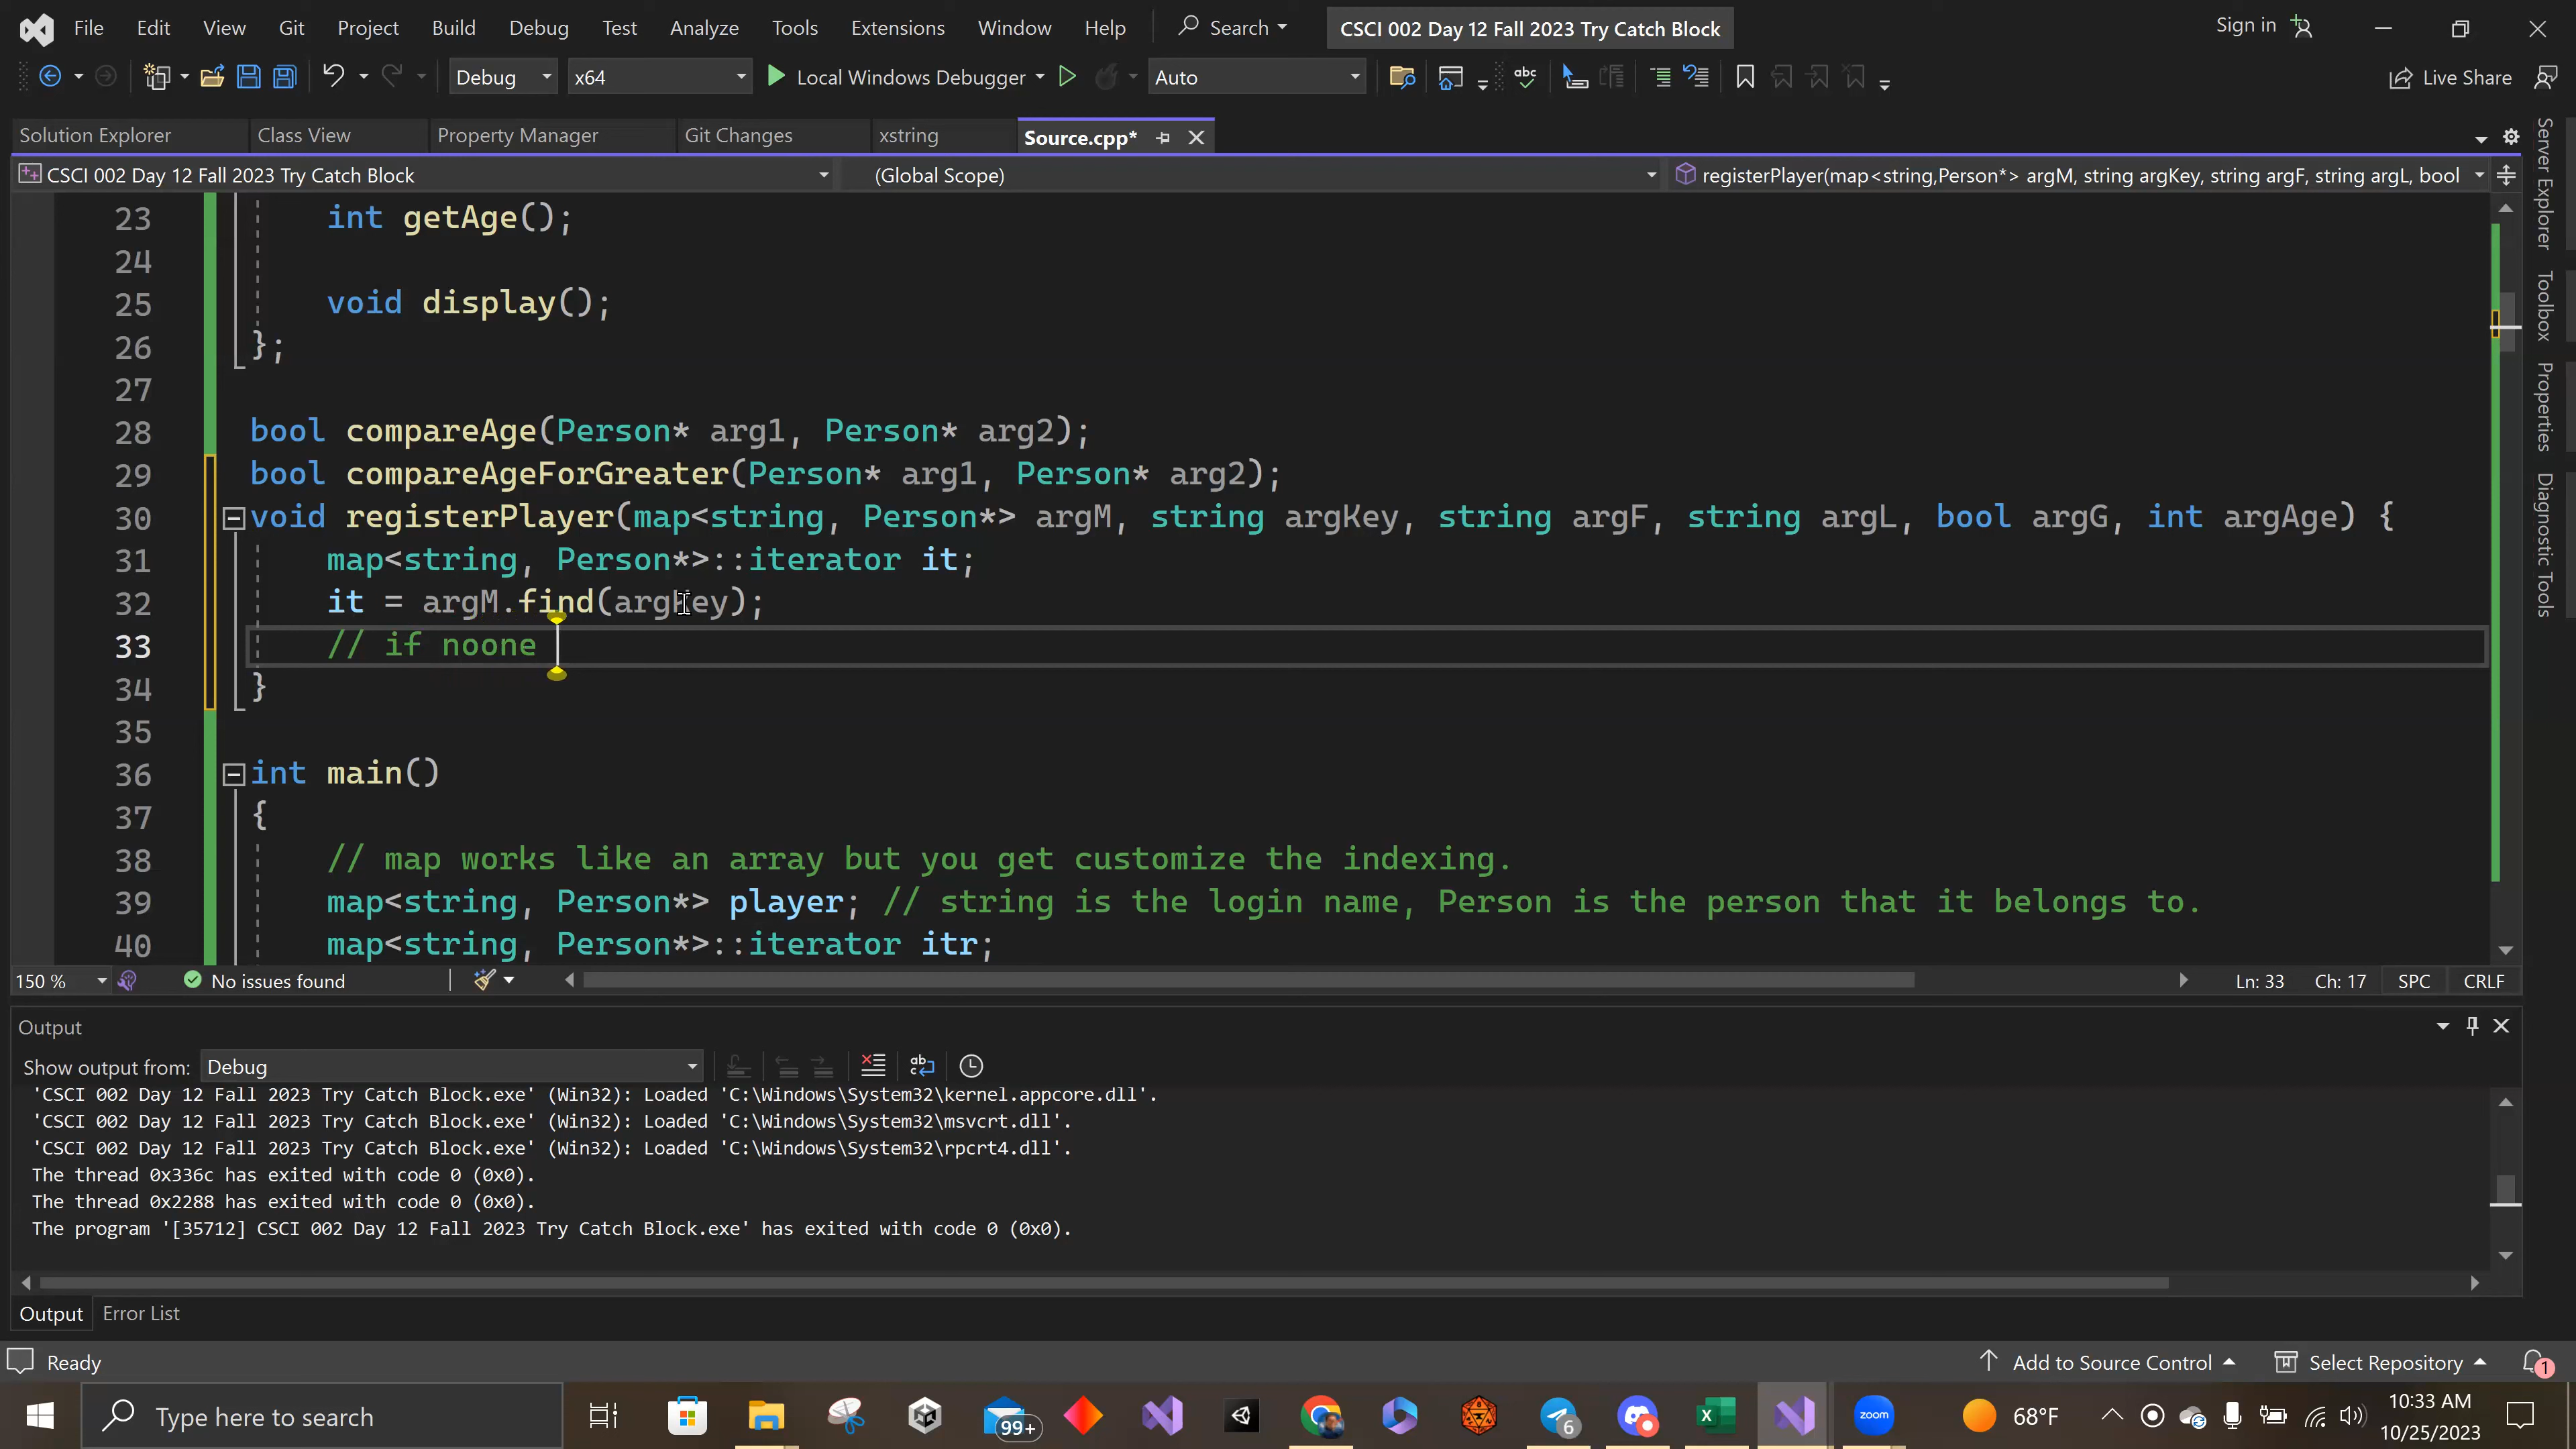 File Edit View Git Project Build Debug Test Analyze Tools Extensions Window Help Search CSCI 002 Day 12 Fall 2023 Try Catch Block Sign in
Debug x64 Local Windows Debugger Auto abc Live Share
Solution Explorer Class View Property Manager Git Changes xstring Source.cpp*
CSCI 002 Day 12 Fall 2023 Try Catch Block (Global Scope) registerPlayer(map<string,Person*> argM, string argKey, string argF, string argL, bool
23 int getAge();
24
25 void display();
26 };
27
28 bool compareAge(Person* arg1, Person* arg2);
29 bool compareAgeForGreater(Person* arg1, Person* arg2);
30 void registerPlayer(map<string, Person*> argM, string argKey, string argF, string argL, bool argG, int argAge) {
31 map<string, Person*>::iterator it;
32 it = argM.find(argKey);
33 // if noone
34 }
35
36 int main()
37 {
38 // map works like an array but you get customize the indexing.
39 map<string, Person*> player; // string is the login name, Person is the person that it belongs to.
40 map<string, Person*>::iterator itr;
150 % No issues found Ln: 33 Ch: 17 SPC CRLF
Output
Show output from: Debug
'CSCI 002 Day 12 Fall 2023 Try Catch Block.exe' (Win32): Loaded 'C:\Windows\System32\kernel.appcore.dll'.
'CSCI 002 Day 12 Fall 2023 Try Catch Block.exe' (Win32): Loaded 'C:\Windows\System32\msvcrt.dll'.
'CSCI 002 Day 12 Fall 2023 Try Catch Block.exe' (Win32): Loaded 'C:\Windows\System32\rpcrt4.dll'.
The thread 0x336c has exited with code 0 (0x0).
The thread 0x2288 has exited with code 0 (0x0).
The program '[35712] CSCI 002 Day 12 Fall 2023 Try Catch Block.exe' has exited with code 0 (0x0).
Output Error List
Ready Add to Source Control Select Repository 1
Type here to search 99+ 6 zoom 68°F 10:33 AM
10/25/2023
Server Explorer
Toolbox
Properties
Diagnostic Tools